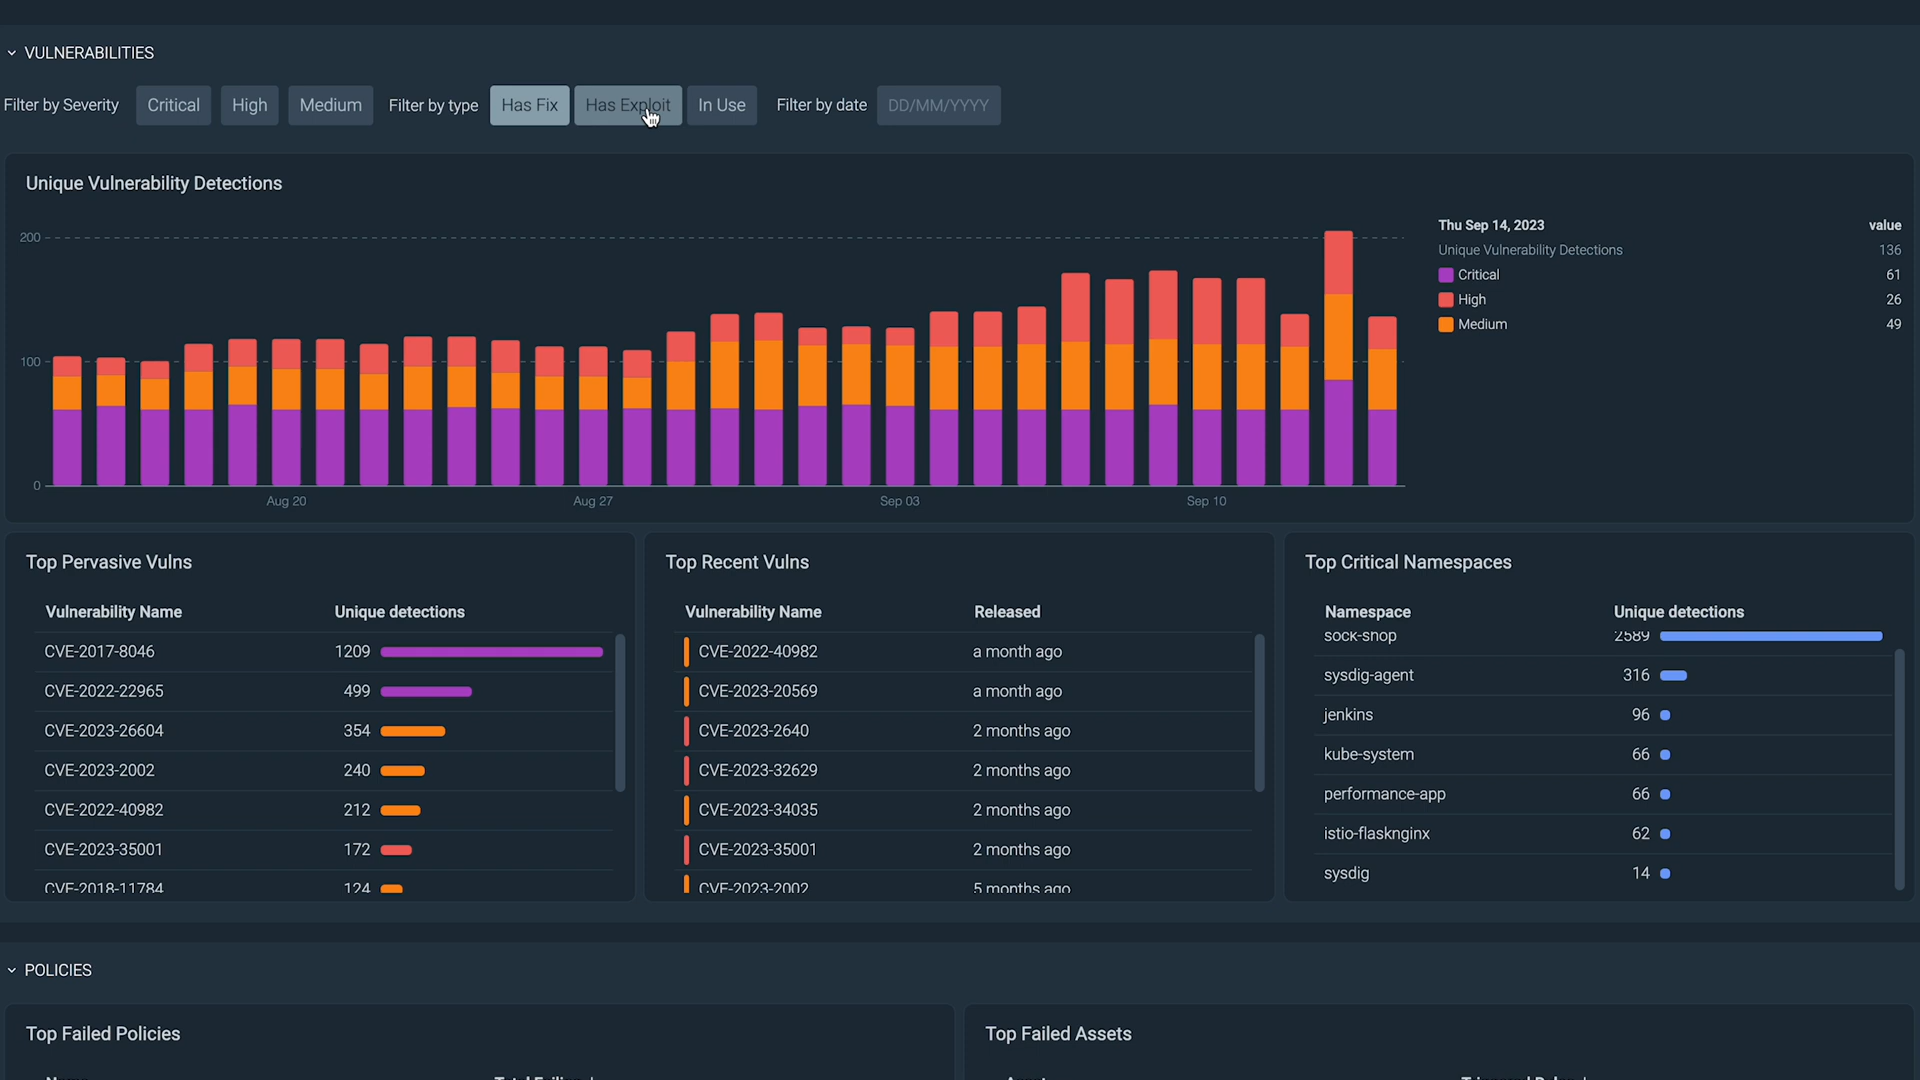 VULNERABILITIES
Filter by Severity Critical High Medium Filter by type Has Fix Has Exploit In Use Filter by date DD/MM/YYYY
Unique Vulnerability Detections
200
100
0
Aug 20 Aug 27 Sep 03 Sep 10
Thu Sep 14, 2023 value
Unique Vulnerability Detections 136
Critical 61
High 26
Medium 49
Top Pervasive Vulns
Vulnerability Name Unique detections
CVE-2017-8046 1209
CVE-2022-22965 499
CVE-2023-26604 354
CVE-2023-2002 240
CVE-2022-40982 212
CVE-2023-35001 172
CVE-2018-11784 124
Top Recent Vulns
Vulnerability Name Released
CVE-2022-40982 a month ago
CVE-2023-20569 a month ago
CVE-2023-2640 2 months ago
CVE-2023-32629 2 months ago
CVE-2023-34035 2 months ago
CVE-2023-35001 2 months ago
CVE-2023-2002 5 months ago
Top Critical Namespaces
Namespace Unique detections
sock-shop 2589
sysdig-agent 316
jenkins 96
kube-system 66
performance-app 66
istio-flasknginx 62
sysdig 14
POLICIES
Top Failed Policies
Top Failed Assets